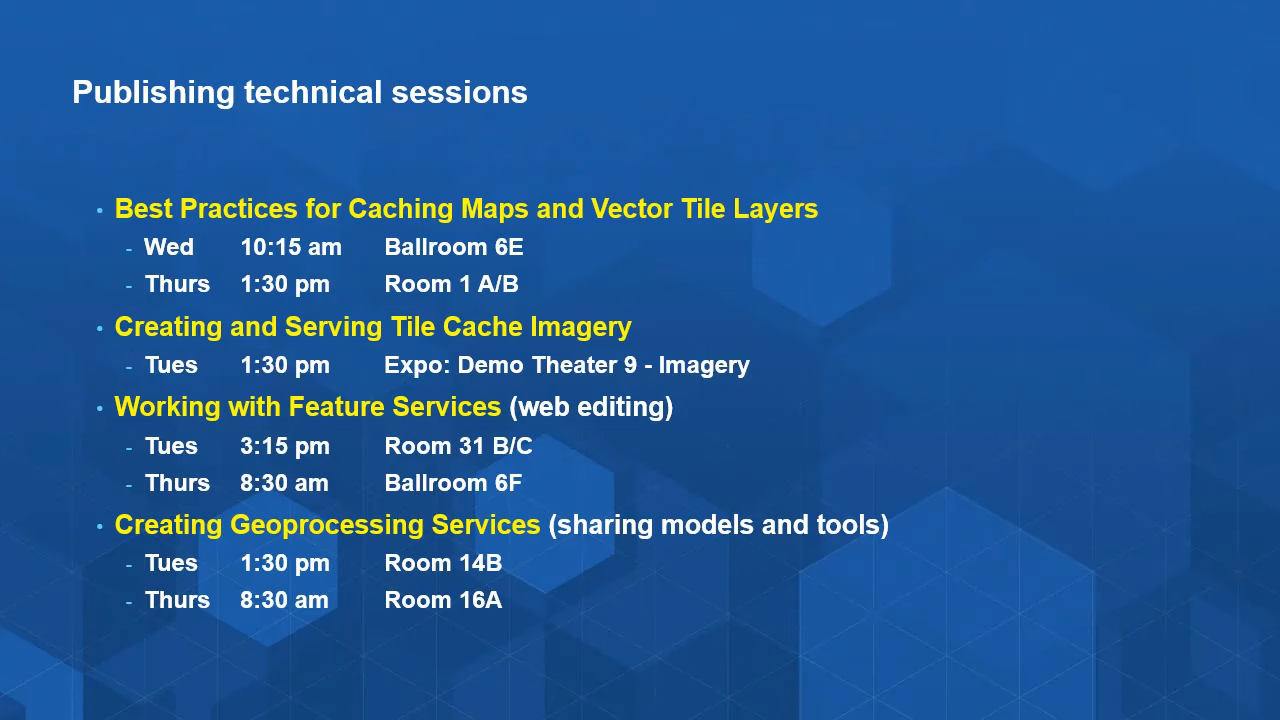 Publishing technical sessions
• Best Practices for Caching Maps and Vector Tile Layers
- Wed 10:15 am Ballroom 6E
- Thurs 1:30 pm Room 1 A/B
• Creating and Serving Tile Cache Imagery
- Tues 1:30 pm Expo: Demo Theater 9 - Imagery
• Working with Feature Services (web editing)
- Tues 3:15 pm Room 31 B/C
- Thurs 8:30 am Ballroom 6F
• Creating Geoprocessing Services (sharing models and tools)
- Tues 1:30 pm Room 14B
- Thurs 8:30 am Room 16A